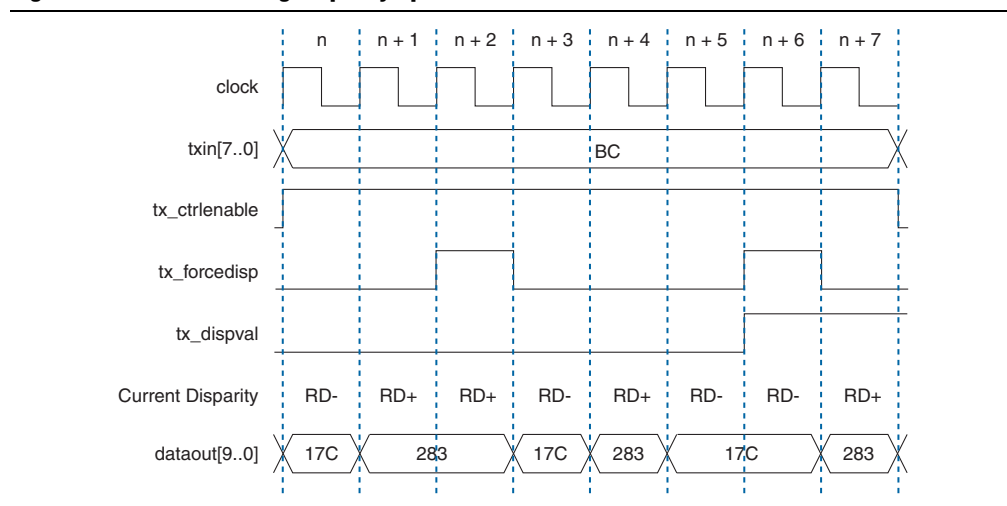 n n + 1 n + 2 n + 3 n + 4 n + 5 n + 6 n + 7
clock
txin[7..0] BC
tx_ctrlenable
tx_forcedisp
tx_dispval
Current Disparity RD- RD+ RD+ RD- RD+ RD- RD- RD+
dataout[9..0] 17C 283 17C 283 17C 283